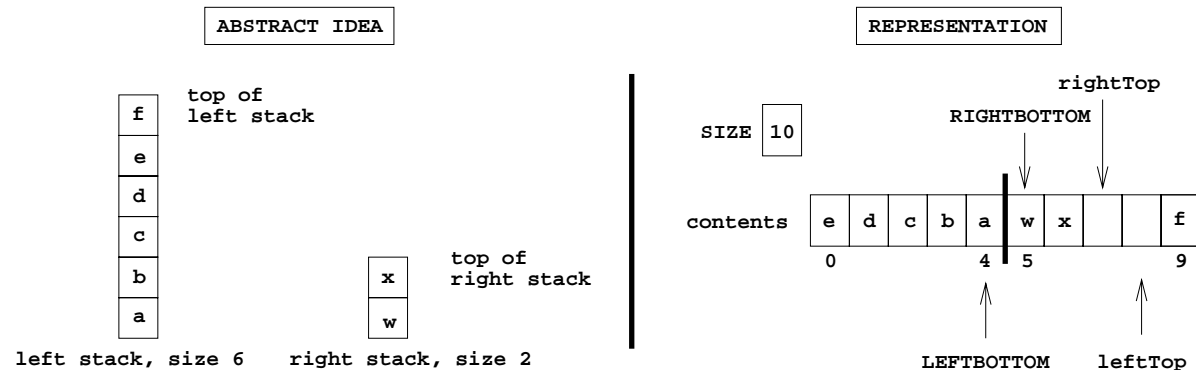 ABSTRACT IDEA
top of
left stack
f
e
d
c
b
a
top of
right stack
x
w
left stack, size 6
right stack, size 2
REPRESENTATION
rightTop
RIGHTBOTTOM
SIZE 10
contents e d c b a w x f
0 4 5 9
LEFTBOTTOM leftTop